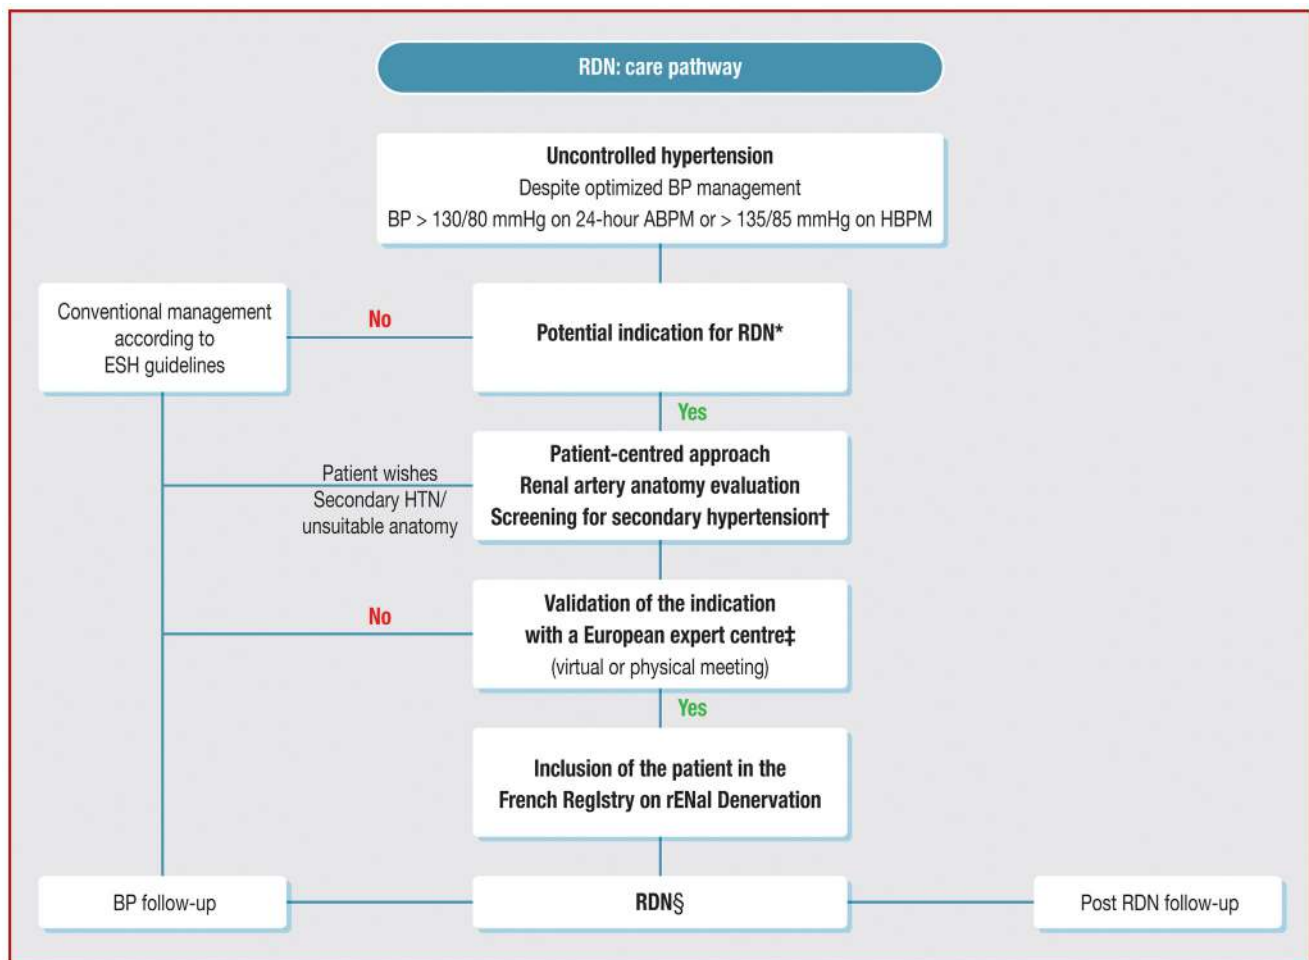 RDN: care pathway
Uncontrolled hypertension
Despite optimized BP management
BP > 130/80 mmHg on 24-hour ABPM or > 135/85 mmHg on HBPM
Conventional management
according to
ESH guidelines
No
Potential indication for RDN*
Yes
Patient wishes
Secondary HTN/
unsuitable anatomy
Patient-centred approach
Renal artery anatomy evaluation
Screening for secondary hypertension†
No
Validation of the indication
with a European expert centre‡
(virtual or physical meeting)
Yes
Inclusion of the patient in the
French RegIstry on rENal Denervation
BP follow-up
RDN§
Post RDN follow-up